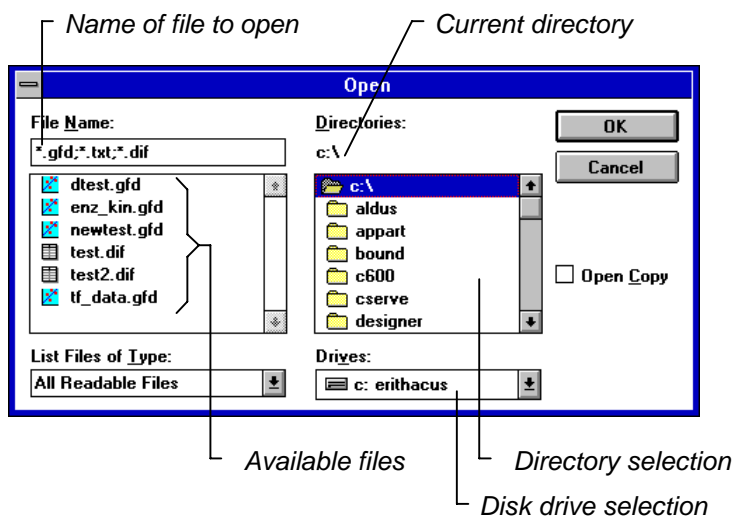 Name of file to open
Current directory
Open
File Name:
*.gfd;*.txt;*.dif
dtest.gfd
enz_kin.gfd
newtest.gfd
test.dif
test2.dif
tf_data.gfd
Directories:
c:\
c:\
aldus
appart
bound
c600
cserve
designer
OK
Cancel
Open Copy
List Files of Type:
All Readable Files
Drives:
c: erithacus
Available files
Directory selection
Disk drive selection